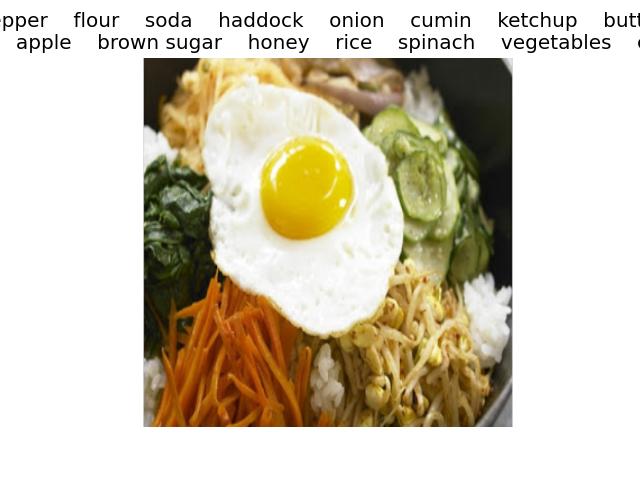 flour soda haddock onion cumin ketchup
apple brown sugar honey rice spinach vegetables